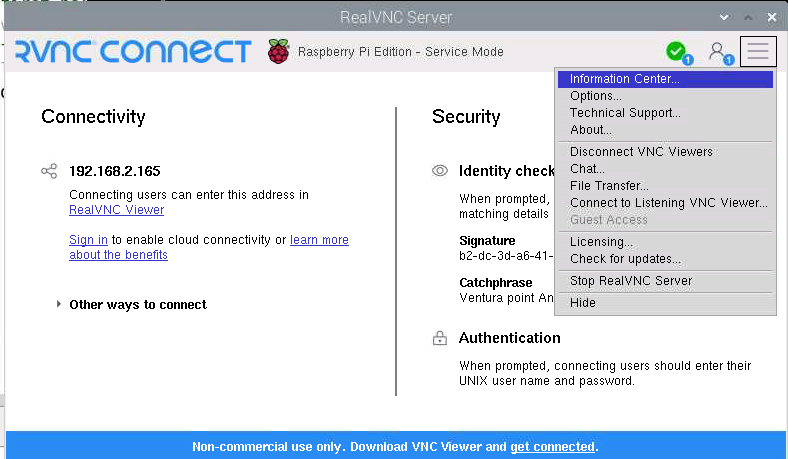 RealVNC Server
RVNC CONNECT Raspberry Pi Edition - Service Mode 1 1
Connectivity
192.168.2.165
Connecting users can enter this address in
RealVNC Viewer
Sign in to enable cloud connectivity or learn more
about the benefits
Other ways to connect
Security
Identity check
When prompted,
matching details
Signature
b2-dc-3d-a6-41-
Catchphrase
Ventura point An
Authentication
When prompted, connecting users should enter their
UNIX user name and password.
Information Center...
Options...
Technical Support...
About...
Disconnect VNC Viewers
Chat...
File Transfer...
Connect to Listening VNC Viewer...
Guest Access
Licensing...
Check for updates...
Stop RealVNC Server
Hide
Non-commercial use only. Download VNC Viewer and get connected.